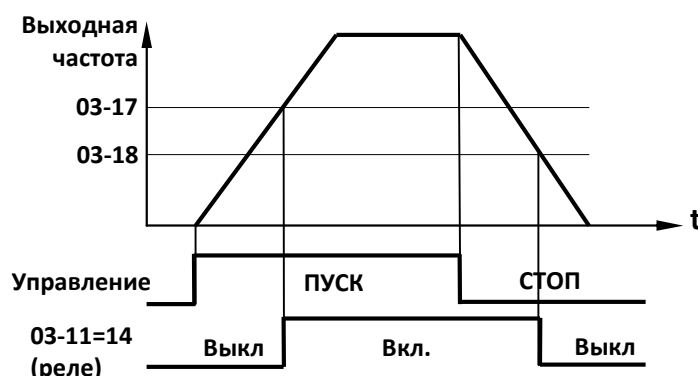 Выходная
частота
03-17
03-18
t
Управление
ПУСК
СТОП
03-11=14
(реле)
Выкл
Вкл.
Выкл